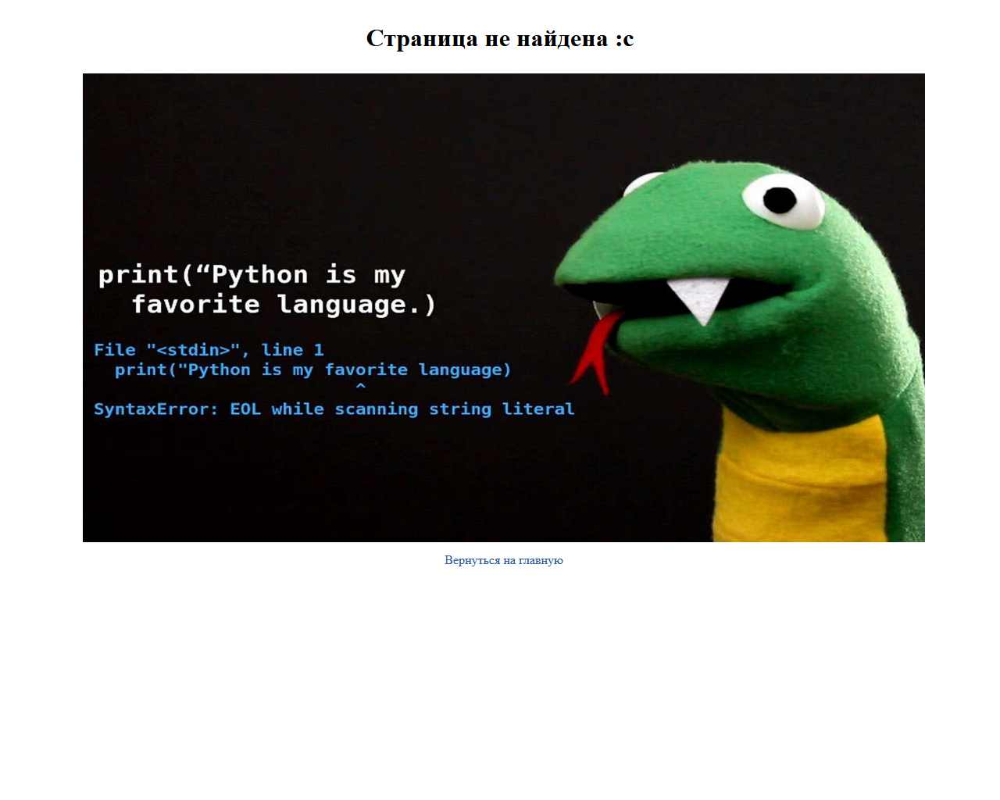 Страница не найдена :с
print(“Python is my
favorite language.)
File "<stdin>", line 1
print("Python is my favorite language)
^
SyntaxError: EOL while scanning string literal
Вернуться на главную